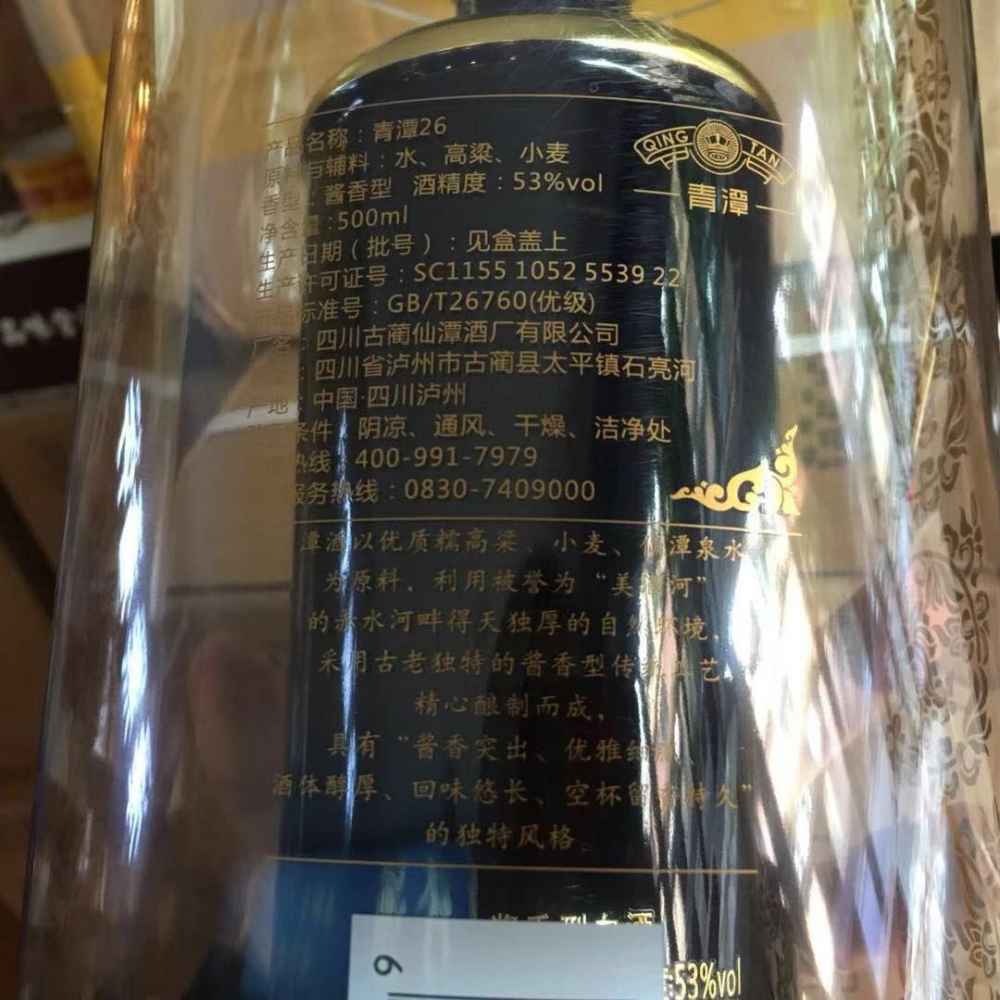 产品名称：青潭26
与辅料：水、高粱、小麦
香型：酱香型 酒精度：53%vol
净含量：500ml
生产日期（批号）：见盒盖上
生产许可证号：SC1155 1052 5539 22
标准号：GB/T26760(优级)
：四川古蔺仙潭酒厂有限公司
：四川省泸州市古蔺县太平镇石亮河
产地：中国·四川泸州
条件：阴凉、通风、干燥、洁净处
热线：400-991-7979
服务热线：0830-7409000
QING TAN
青潭
潭酒以优质糯高粱、小麦、潭泉水
为原料，利用被誉为“美酒河”
的赤水河畔得天独厚的自然环境，
采用古老独特的酱香型传统工艺
精心酿制而成，
具有“酱香突出、优雅细腻、
酒体醇厚、回味悠长、空杯留香持久”
的独特风格。
酱香型白酒
:53%vol
9